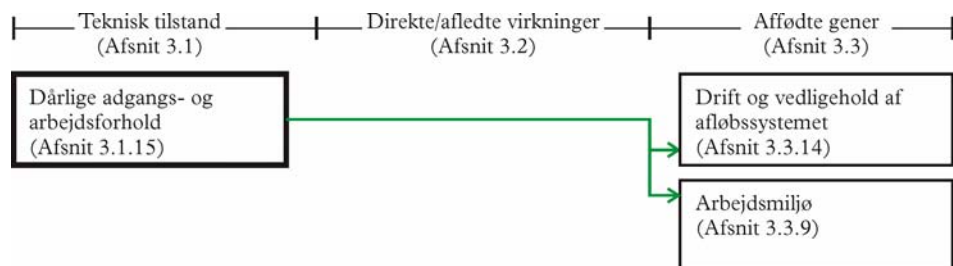 Teknisk tilstand
(Afsnit 3.1)
Direkte/afledte virkninger
(Afsnit 3.2)
Affødte gener
(Afsnit 3.3)
Dårlige adgangs- og
arbejdsforhold
(Afsnit 3.1.15)
Drift og vedligehold af
afløbssystemet
(Afsnit 3.3.14)
Arbejdsmiljø
(Afsnit 3.3.9)